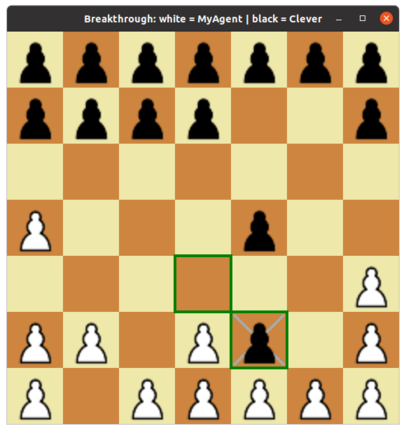 Breakthrough: white = MyAgent | black = Clever